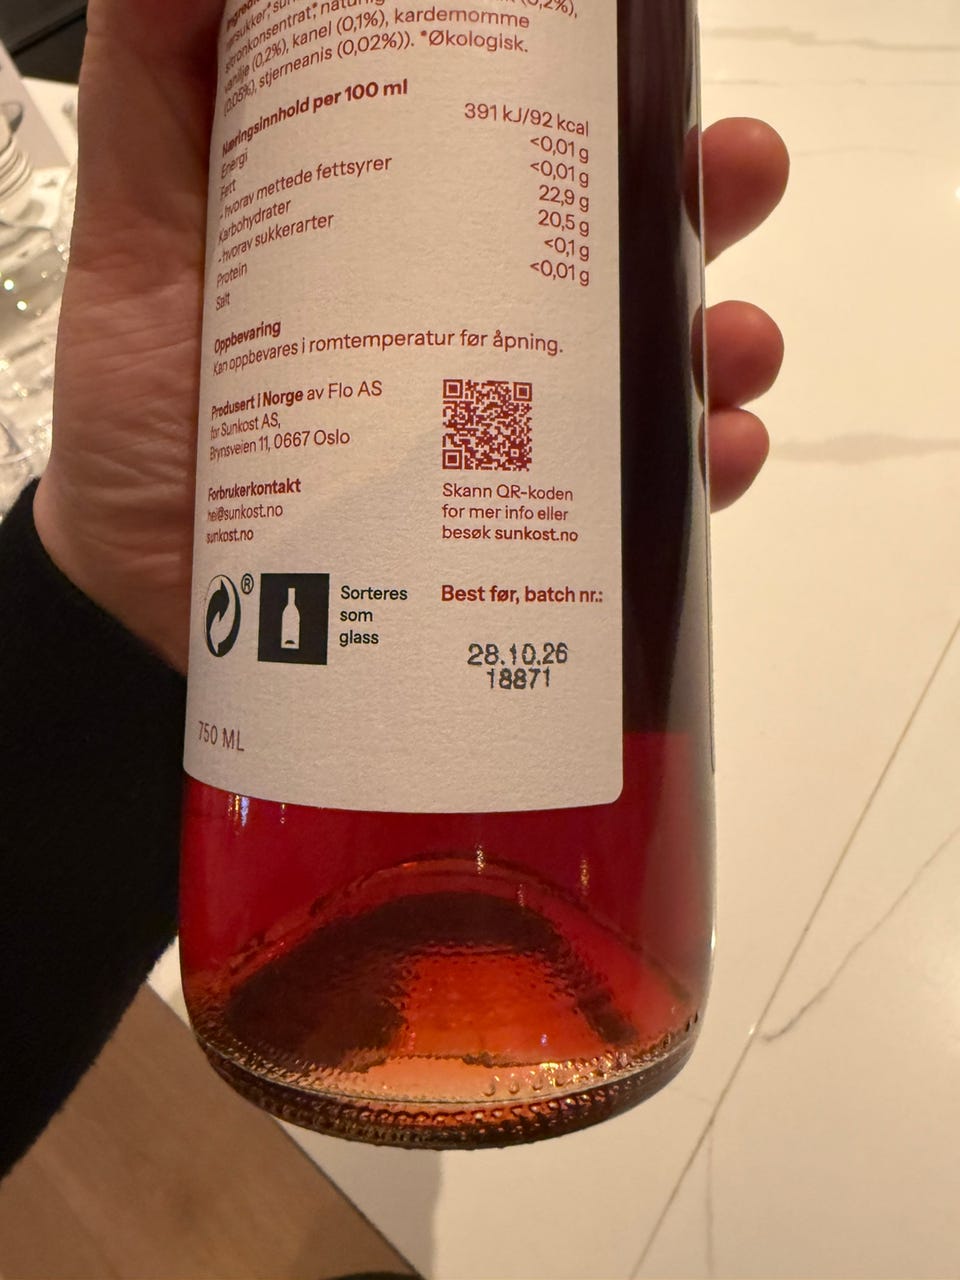 (0,2%),
sitronkonsentrat,*
vanilje (0,2%), kanel (0,1%), kardemomme
(0,05%), stjerneanis (0,02%)). *Økologisk.
Næringsinnhold per 100 ml
Energi 391 kJ/92 kcal
Fett <0,01 g
- hvorav mettede fettsyrer <0,01 g
Karbohydrater 22,9 g
- hvorav sukkerarter 20,5 g
Protein <0,1 g
Salt <0,01 g
Oppbevaring
Kan oppbevares i romtemperatur før åpning.
Produsert i Norge av Flo AS
for Sunkost AS,
Brynsveien 11, 0667 Oslo
Forbrukerkontakt
hei@sunkost.no
sunkost.no
Skann QR-koden
for mer info eller
besøk sunkost.no
®
Sorteres
som
glass
Best før, batch nr.:
28.10.26
18871
750 ML